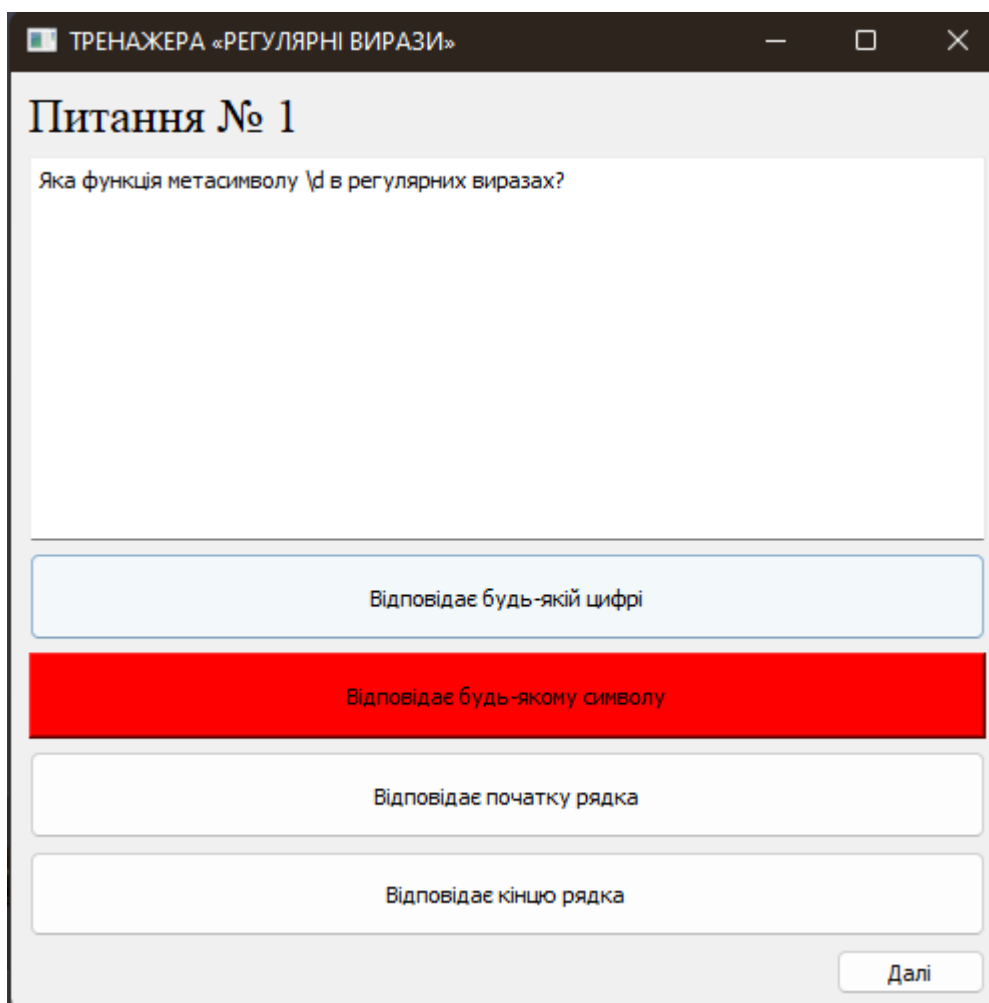 ТРЕНАЖЕРА «РЕГУЛЯРНІ ВИРАЗИ»
Питання № 1
Яка функція метасимволу \d в регулярних виразах?
Відповідає будь-якій цифрі
Відповідає будь-якому символу
Відповідає початку рядка
Відповідає кінцю рядка
Далі